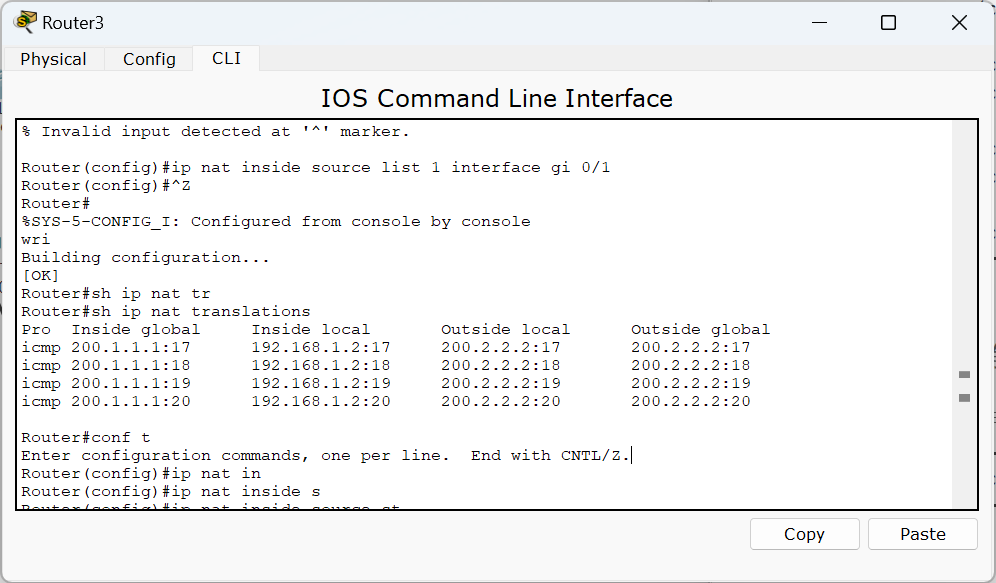 Router3
Physical Config CLI
IOS Command Line Interface
% Invalid input detected at '^' marker.
Router(config)#ip nat inside source list 1 interface gi 0/1
Router(config)#^Z
Router#
%SYS-5-CONFIG_I: Configured from console by console
wri
Building configuration...
[OK]
Router#sh ip nat tr
Router#sh ip nat translations
Pro  Inside global     Inside local       Outside local      Outside global
icmp 200.1.1.1:17      192.168.1.2:17     200.2.2.2:17       200.2.2.2:17
icmp 200.1.1.1:18      192.168.1.2:18     200.2.2.2:18       200.2.2.2:18
icmp 200.1.1.1:19      192.168.1.2:19     200.2.2.2:19       200.2.2.2:19
icmp 200.1.1.1:20      192.168.1.2:20     200.2.2.2:20       200.2.2.2:20
Router#conf t
Enter configuration commands, one per line.  End with CNTL/Z.
Router(config)#ip nat in
Router(config)#ip nat inside s
Router(config)#ip nat inside source st
Copy Paste